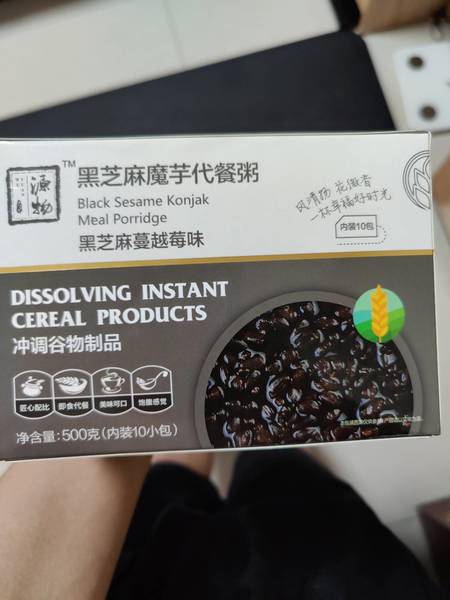 源物
TM
黑芝麻魔芋代餐粥
Black Sesame Konjak
Meal Porridge
黑芝麻蔓越莓味
风清扬 花微香
一杯幸福好时光
内装10包
DISSOLVING INSTANT
CEREAL PRODUCTS
冲调谷物制品
匠心配比
即食代餐
美味可口
饱腹感觉
净含量：500克(内装10小包)